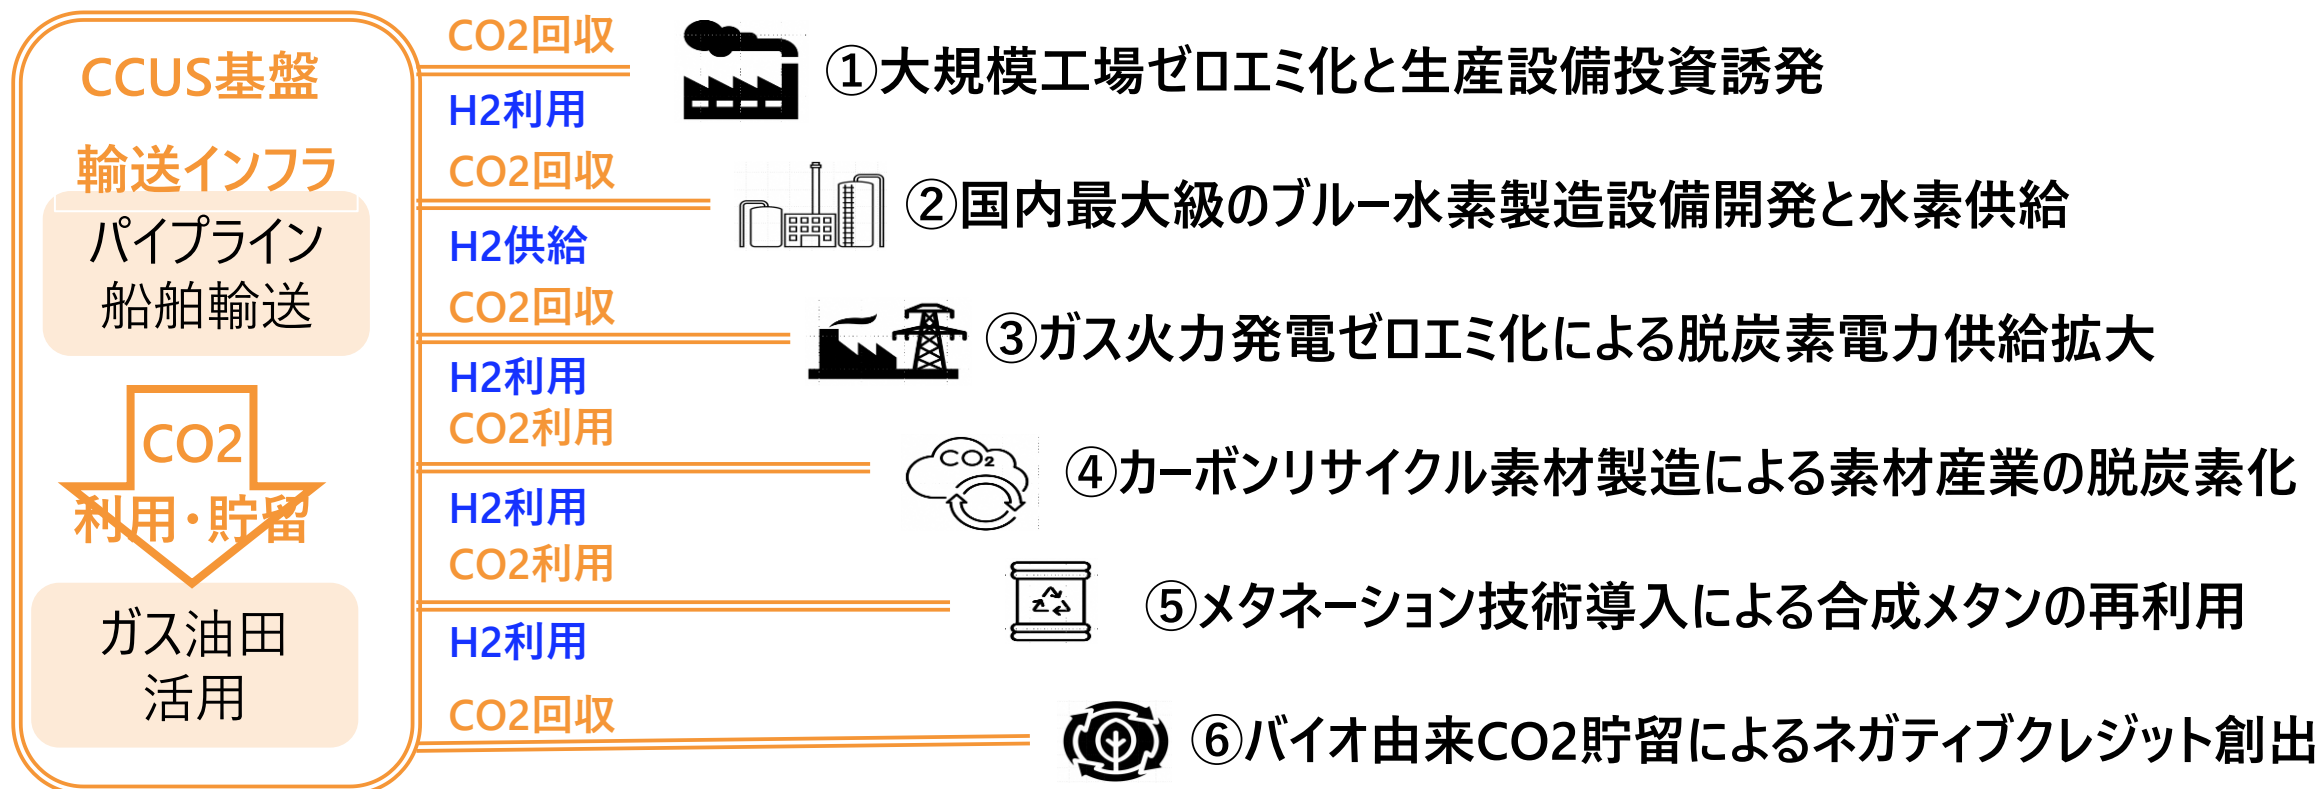 CCUS基盤
輸送インフラ
パイプライン
船舶輸送
CO2
利用・貯留
ガス油田
活用
CO2回収
H2利用
①大規模工場ゼロエミ化と生産設備投資誘発
CO2回収
H2供給
②国内最大級のブルー水素製造設備開発と水素供給
CO2回収
H2利用
③ガス火力発電ゼロエミ化による脱炭素電力供給拡大
CO2利用
H2利用
CO2
④カーボンリサイクル素材製造による素材産業の脱炭素化
CO2利用
H2利用
⑤メタネーション技術導入による合成メタンの再利用
CO2回収
⑥バイオ由来CO2貯留によるネガティブクレジット創出